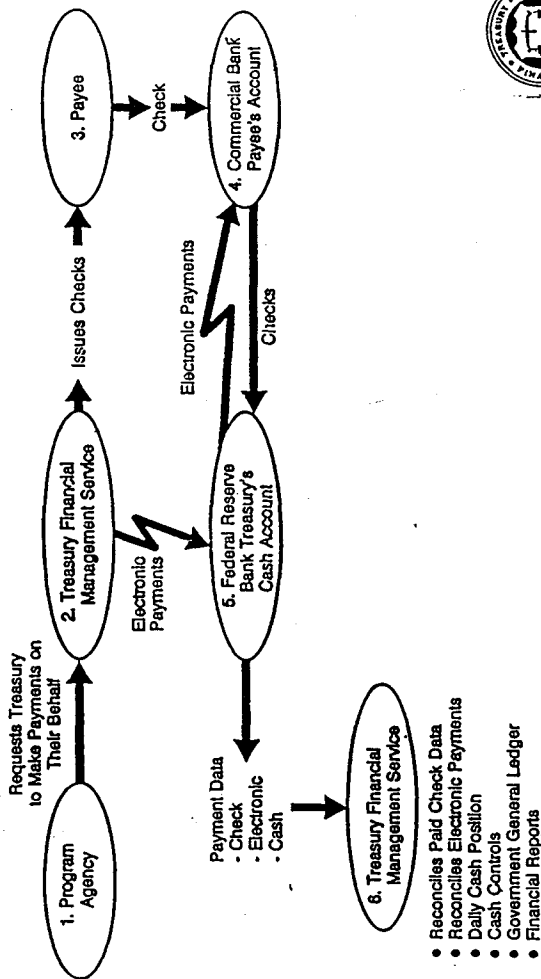 Requests Treasury
to Make Payments on
Their Behalf
1. Program
Agency
2. Treasury Financial
Management Service
Issues Checks
3. Payee
Check
4. Commercial Bank
Payee's Account
Electronic Payments
Checks
Electronic
Payments
5. Federal Reserve
Bank Treasury's
Cash Account
Payment Data
- Check
- Electronic
- Cash
6. Treasury Financial
Management Service
• Reconciles Paid Check Data
• Reconciles Electronic Payments
• Daily Cash Position
• Cash Controls
• Government General Ledger
• Financial Reports
TREASURY